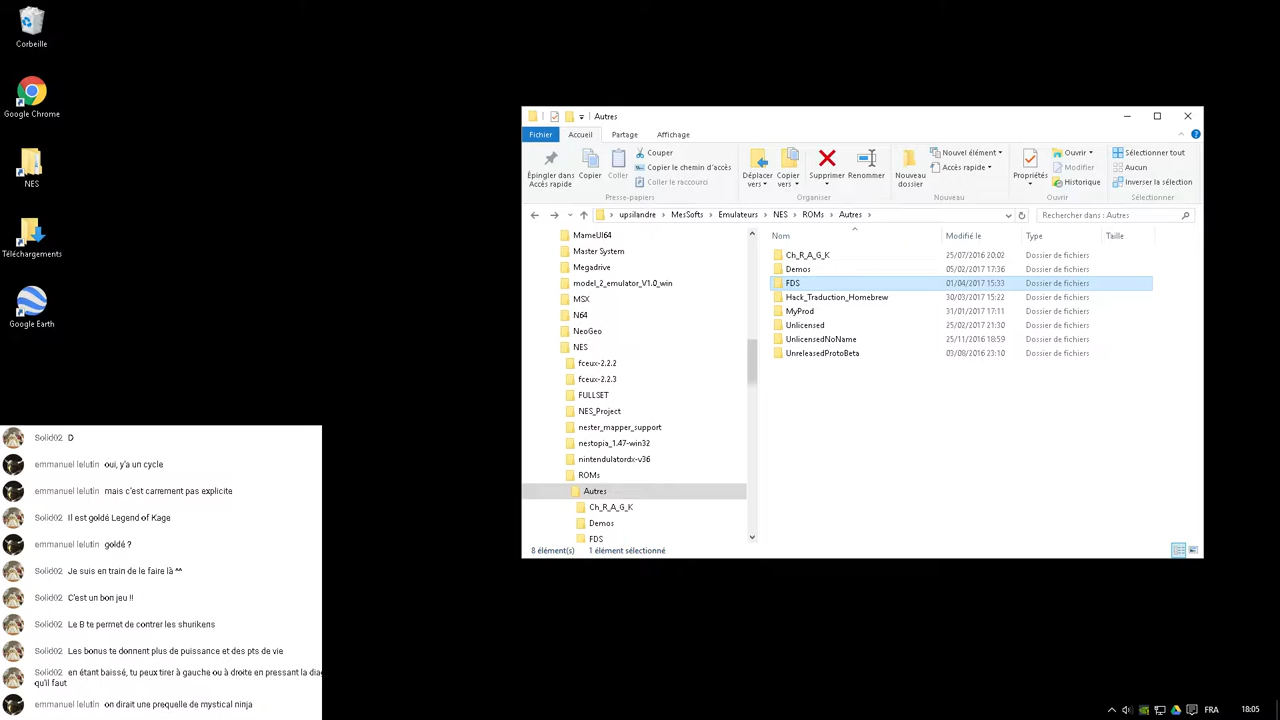 Corbeille
Google Chrome
NES
Téléchargements
Google Earth
Autres
Fichier Accueil Partage Affichage
Épingler dans Accès rapide
Copier
Coller
Couper
Copier le chemin d'accès
Coller le raccourci
Presse-papiers
Déplacer vers
Copier vers
Supprimer
Renommer
Organiser
Nouveau dossier
Nouvel élément
Accès rapide
Nouveau
Propriétés
Ouvrir
Modifier
Historique
Ouvrir
Sélectionner tout
Aucun
Inverser la sélection
Sélectionner
upsilandre MesSofts Emulateurs NES ROMs Autres
Rechercher dans : Autres
MameUI64
Master System
Megadrive
model_2_emulator_V1.0_win
MSX
N64
NeoGeo
NES
fceux-2.2.2
fceux-2.2.3
FULLSET
NES_Project
nester_mapper_support
nestopia_1.47-win32
nintendulatordx-v36
ROMs
Autres
Ch_R_A_G_K
Demos
FDS
Nom Modifié le Type Taille
Ch_R_A_G_K 25/07/2016 20:02 Dossier de fichiers
Demos 05/02/2017 17:36 Dossier de fichiers
FDS 01/04/2017 15:33 Dossier de fichiers
Hack_Traduction_Homebrew 30/03/2017 15:22 Dossier de fichiers
MyProd 31/01/2017 17:11 Dossier de fichiers
Unlicensed 25/02/2017 21:30 Dossier de fichiers
UnlicensedNoName 25/11/2016 18:59 Dossier de fichiers
UnreleasedProtoBeta 03/08/2016 23:10 Dossier de fichiers
8 élément(s) 1 élément sélectionné
Solid02 D
emmanuel lelutin oui, y'a un cycle
emmanuel lelutin mais c'est carrement pas explicite
Solid02 Il est goldé Legend of Kage
emmanuel lelutin goldé ?
Solid02 Je suis en train de le faire là ^^
Solid02 C'est un bon jeu !!
Solid02 Le B te permet de contrer les shurikens
Solid02 Les bonus te donnent plus de puissance et des pts de vie
Solid02 en étant baissé, tu peux tirer à gauche ou à droite en pressant la dia
qu'il faut
emmanuel lelutin on dirait une prequelle de mystical ninja
FRA 18:05